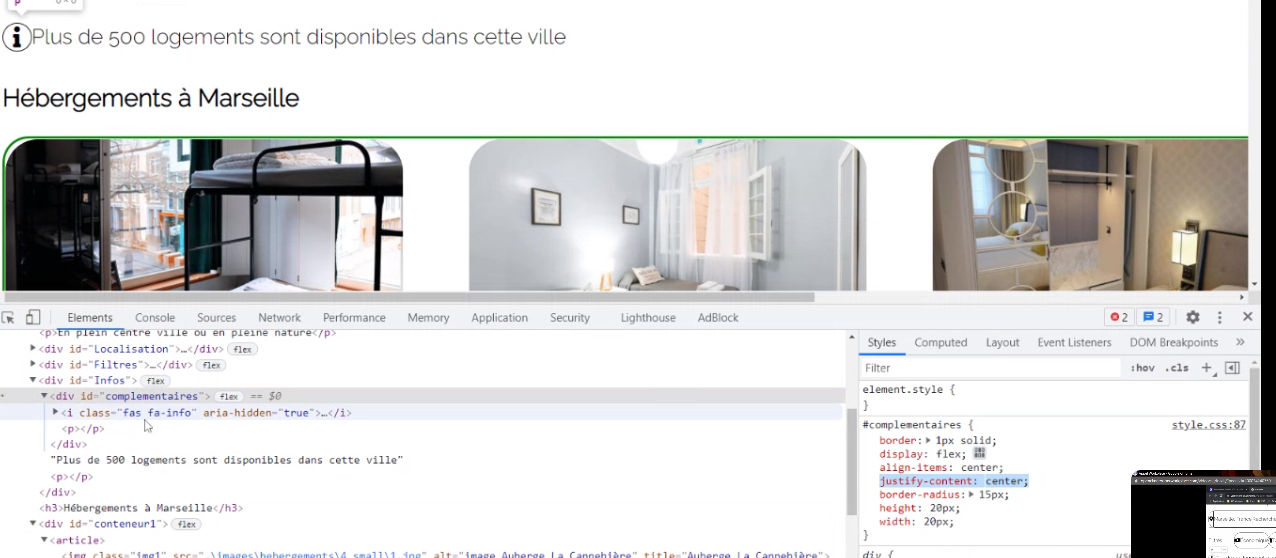 p 0 × 0
Plus de 500 logements sont disponibles dans cette ville
Hébergements à Marseille
Elements Console Sources Network Performance Memory Application Security Lighthouse AdBlock 2 2
<p>En plein centre ville ou en pleine nature</p>
<div id="Localisation">…</div> flex
<div id="Filtres">…</div> flex
<div id="Infos"> flex
<div id="complementaires"> flex == $0
<i class="fas fa-info" aria-hidden="true">…</i>
<p></p>
</div>
"Plus de 500 logements sont disponibles dans cette ville"
<p></p>
</div>
<h3>Hébergements à Marseille</h3>
<div id="conteneur1"> flex
<article>
<img class="img1" src=".\images\hebergements\4_small\1.jpg" alt="image Auberge La Cannebière" title="Auberge La Cannebière">
Styles Computed Layout Event Listeners DOM Breakpoints »
Filter :hov .cls +
element.style {
}
#complementaires { style.css:87
border: 1px solid;
display: flex;
align-items: center;
justify-content: center;
border-radius: 15px;
height: 20px;
width: 20px;
}
div {